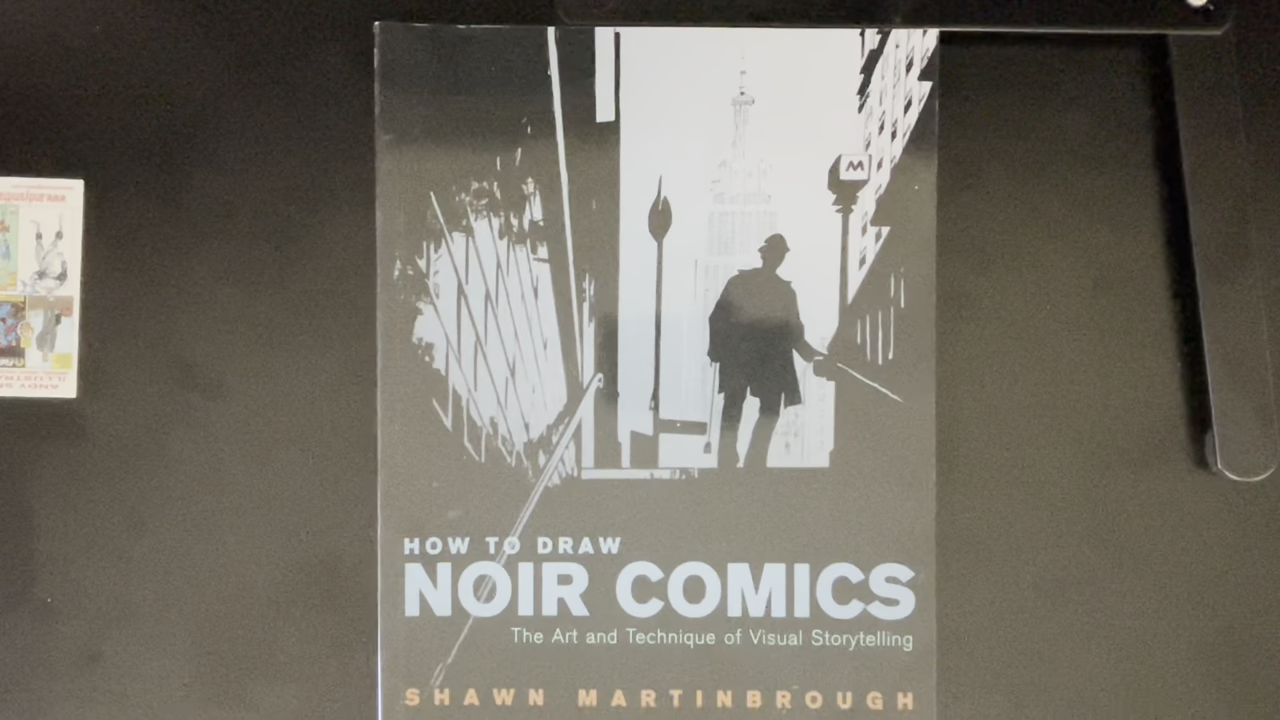 M
HOW TO DRAW
NOIR COMICS
The Art and Technique of Visual Storytelling
SHAWN MARTINBROUGH